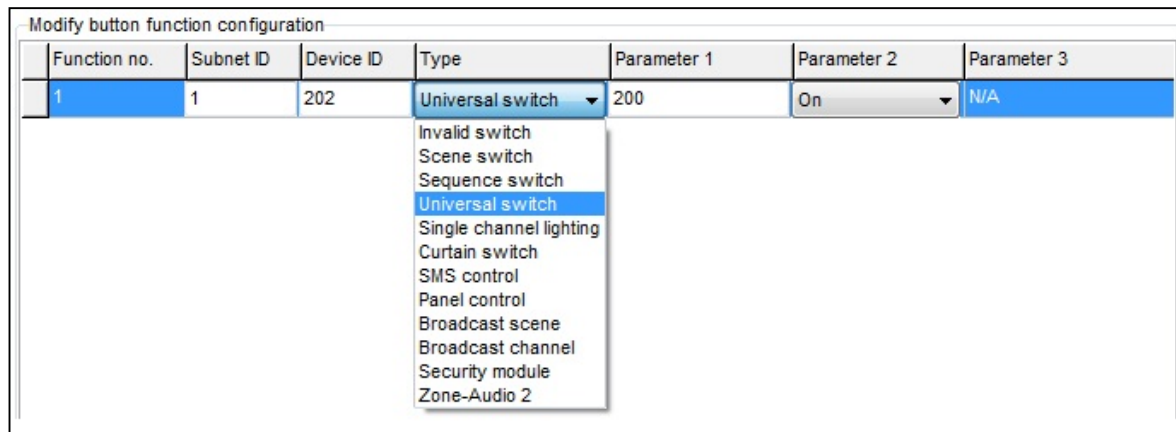 Modify button function configuration
Function no. Subnet ID Device ID Type Parameter 1 Parameter 2 Parameter 3
1 1 202 Universal switch 200 On N/A
Invalid switch
Scene switch
Sequence switch
Universal switch
Single channel lighting
Curtain switch
SMS control
Panel control
Broadcast scene
Broadcast channel
Security module
Zone-Audio 2